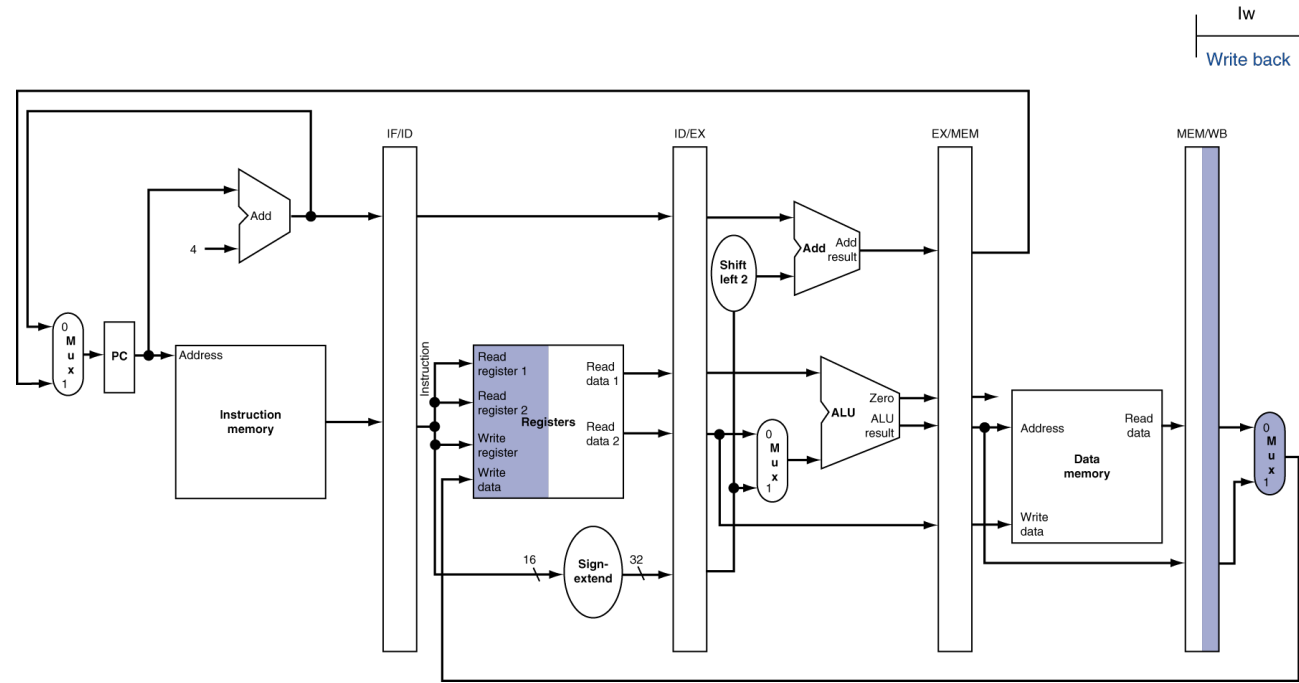 lw
Write back
IF/ID
ID/EX
EX/MEM
MEM/WB
Add
4
Add
Add
result
Shift
left 2
0
M
u
x
1
PC
Address
Instruction
memory
Instruction
Read
register 1
Read
register 2
Write
register
Write
data
Registers
Read
data 1
Read
data 2
16
Sign-
extend
32
0
M
u
x
1
Zero
ALU
ALU
result
Address
Read
data
Data
memory
Write
data
0
M
u
x
1